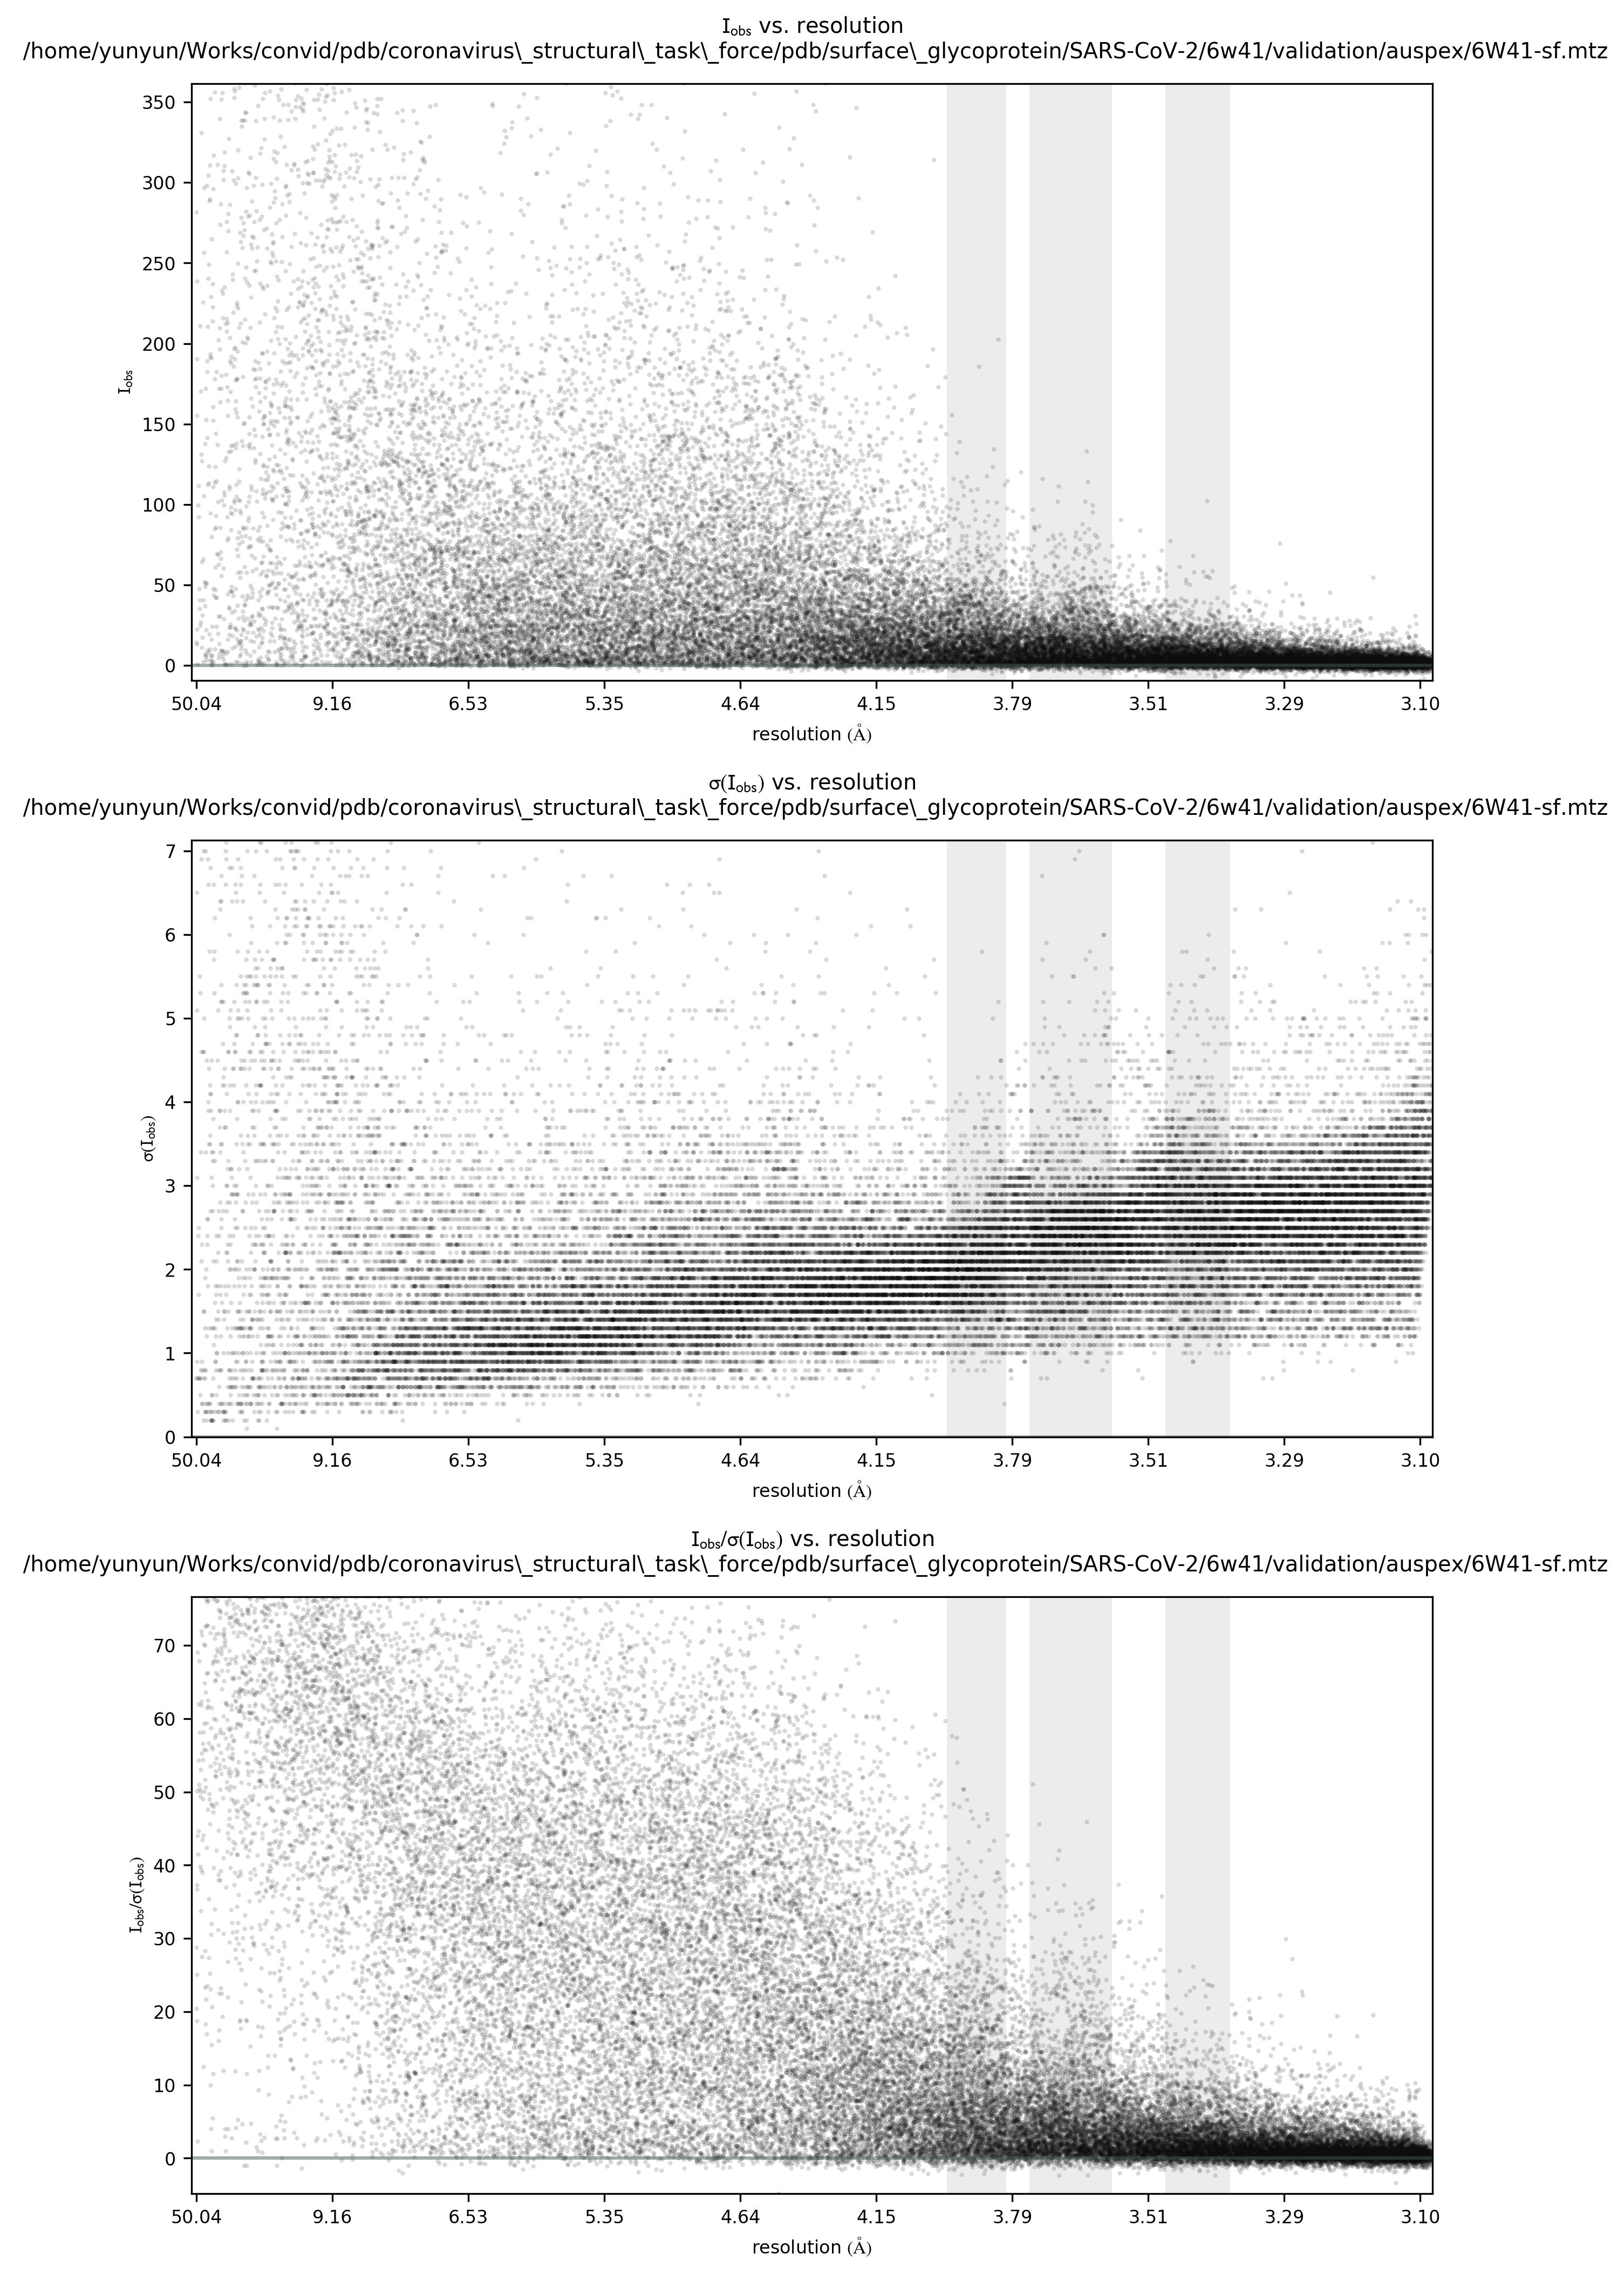 Iobs vs. resolution
/home/yunyun/Works/convid/pdb/coronavirus\_structural\_task\_force/pdb/surface\_glycoprotein/SARS-CoV-2/6w41/validation/auspex/6W41-sf.mtz
350
300
250
200
150
100
50
0
Iobs
50.04 9.16 6.53 5.35 4.64 4.15 3.79 3.51 3.29 3.10
resolution (Å)
σ(Iobs) vs. resolution
/home/yunyun/Works/convid/pdb/coronavirus\_structural\_task\_force/pdb/surface\_glycoprotein/SARS-CoV-2/6w41/validation/auspex/6W41-sf.mtz
7
6
5
4
3
2
1
0
σ(Iobs)
50.04 9.16 6.53 5.35 4.64 4.15 3.79 3.51 3.29 3.10
resolution (Å)
Iobs/σ(Iobs) vs. resolution
/home/yunyun/Works/convid/pdb/coronavirus\_structural\_task\_force/pdb/surface\_glycoprotein/SARS-CoV-2/6w41/validation/auspex/6W41-sf.mtz
70
60
50
40
30
20
10
0
Iobs/σ(Iobs)
50.04 9.16 6.53 5.35 4.64 4.15 3.79 3.51 3.29 3.10
resolution (Å)